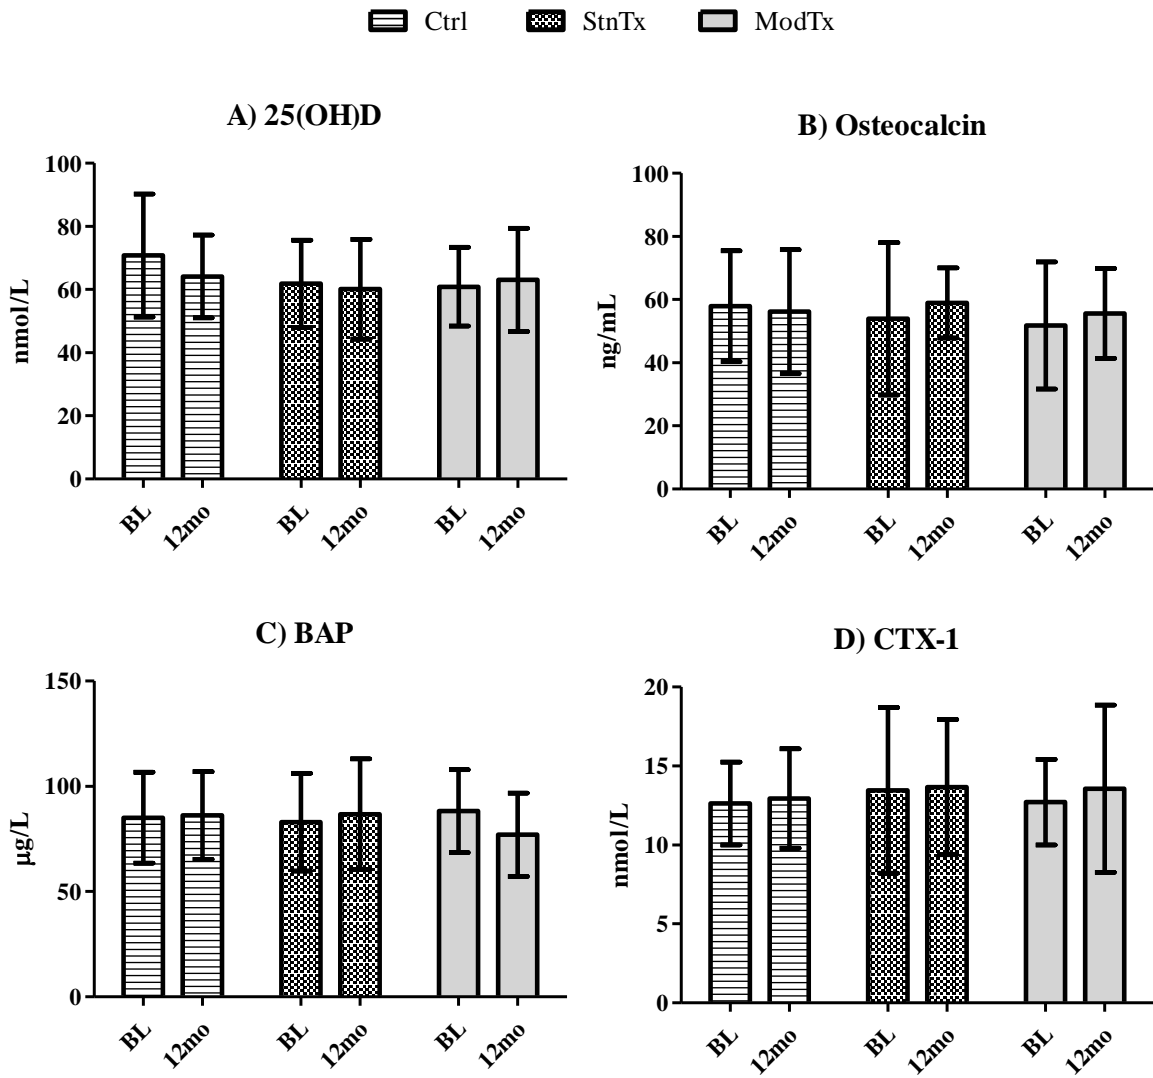 Ctrl StnTx ModTx
A) 25(OH)D
nmol/L
100
80
60
40
20
0
BL 12mo BL 12mo BL 12mo
B) Osteocalcin
ng/mL
100
80
60
40
20
0
BL 12mo BL 12mo BL 12mo
C) BAP
µg/L
150
100
50
0
BL 12mo BL 12mo BL 12mo
D) CTX-1
nmol/L
20
15
10
5
0
BL 12mo BL 12mo BL 12mo